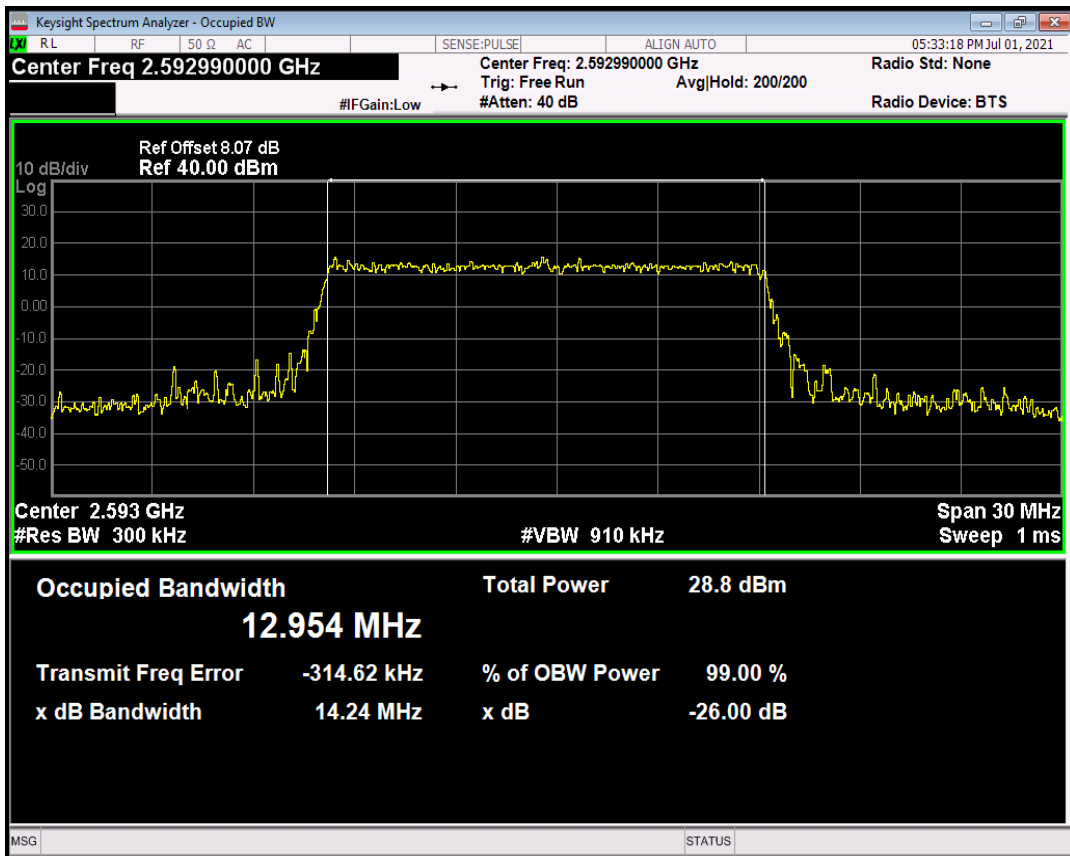 Keysight Spectrum Analyzer - Occupied BW
LXI RL RF 50 Ω AC SENSE:PULSE ALIGN AUTO 05:33:18 PM Jul 01, 2021
Center Freq 2.592990000 GHz Center Freq: 2.592990000 GHz Radio Std: None
Trig: Free Run Avg|Hold: 200/200
#IFGain:Low #Atten: 40 dB Radio Device: BTS
Ref Offset 8.07 dB
10 dB/div Ref 40.00 dBm
Log
30.0
20.0
10.0
0.00
-10.0
-20.0
-30.0
-40.0
-50.0
Center 2.593 GHz Span 30 MHz
#Res BW 300 kHz #VBW 910 kHz Sweep 1 ms
Occupied Bandwidth Total Power 28.8 dBm
12.954 MHz
Transmit Freq Error -314.62 kHz % of OBW Power 99.00 %
x dB Bandwidth 14.24 MHz x dB -26.00 dB
MSG STATUS